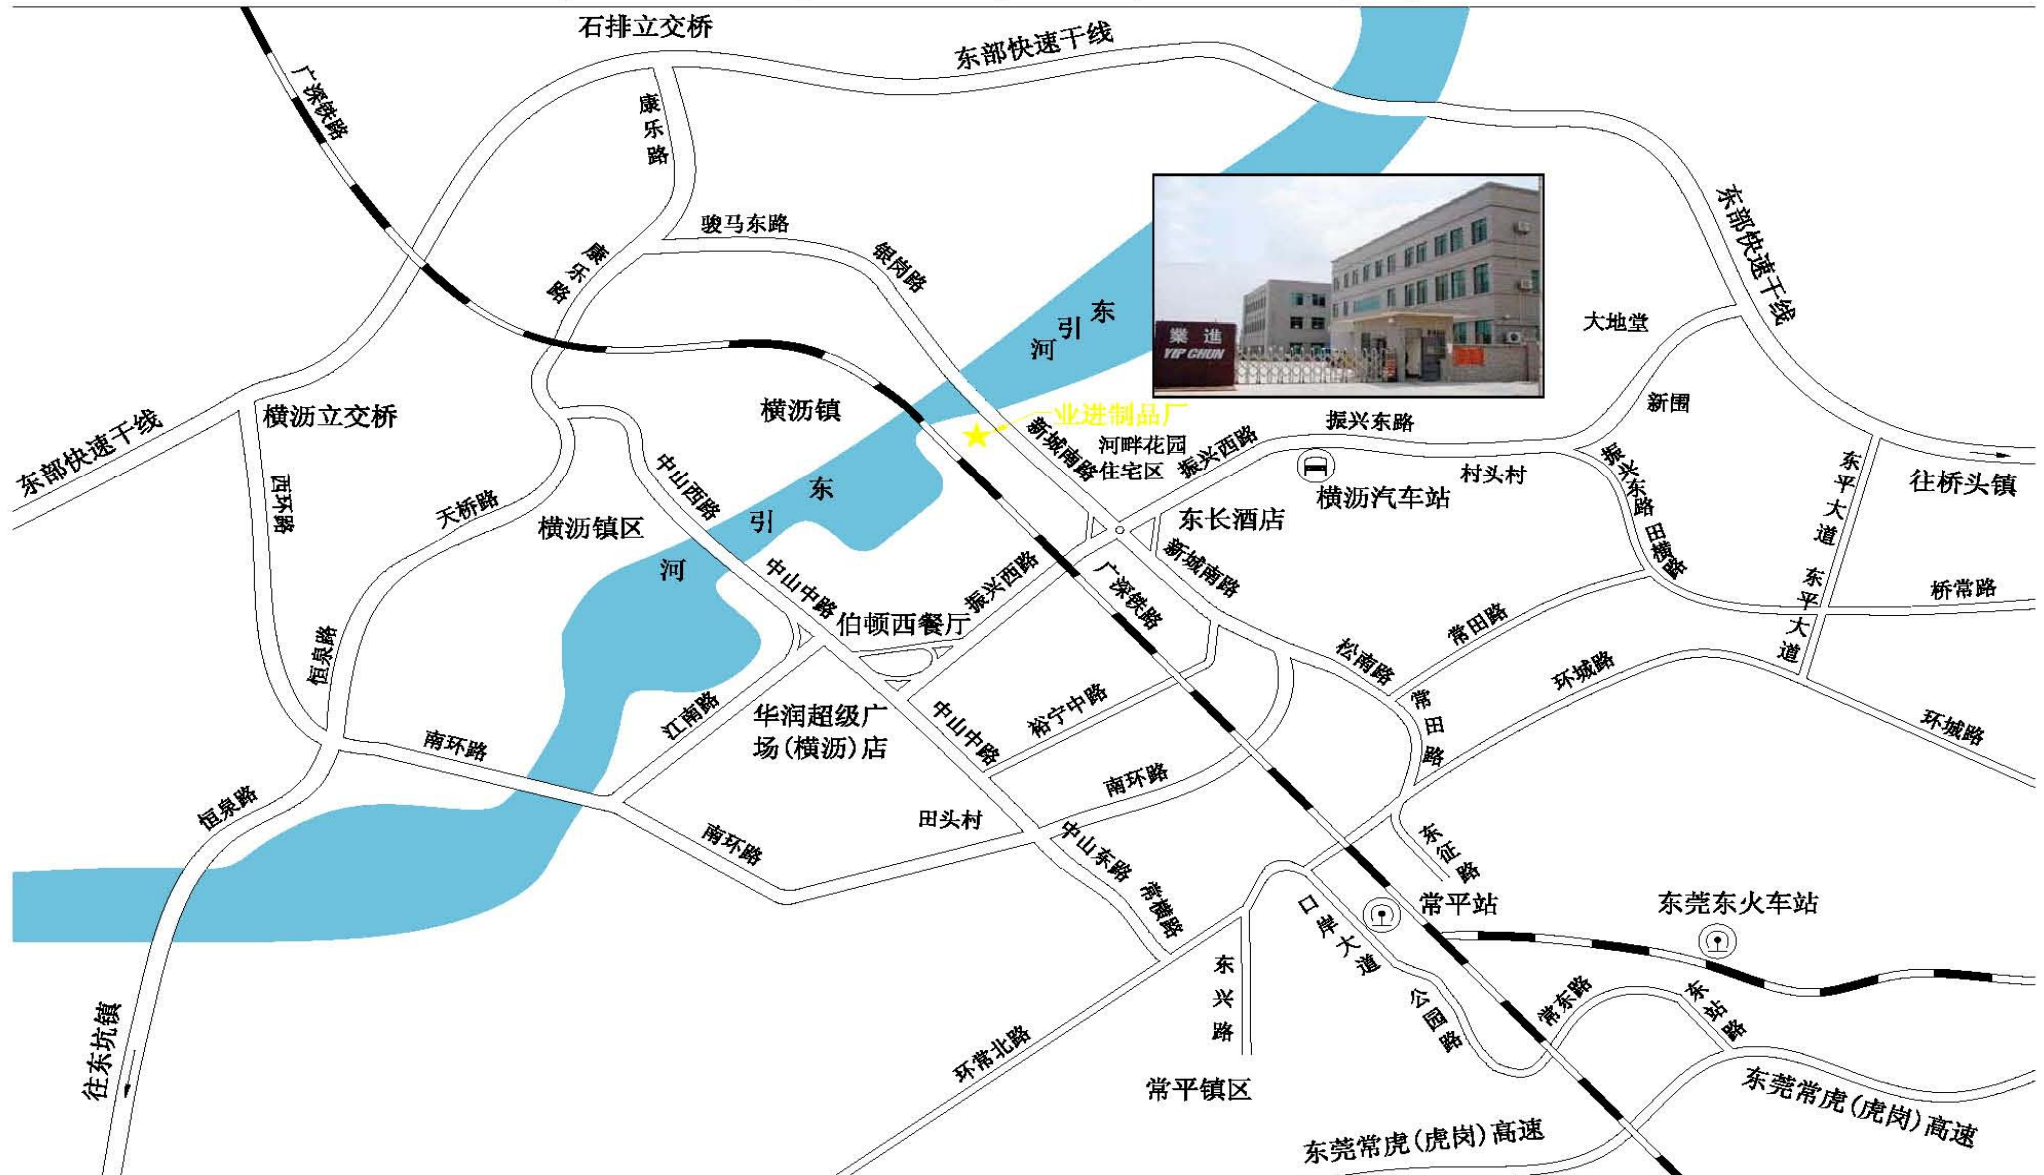 石排立交桥
东部快速干线
广深铁路
康乐路
东部快速干线
骏马东路
康乐路
银岗路
東引河
業進
YIP CHUN
大地堂
横沥立交桥
横沥镇
业进制品厂
新城南路
河畔花园
住宅区
振兴西路
振兴东路
新围
东部快速干线
西环路
天桥路
横沥镇区
中山西路
东引河
东长酒店
横沥汽车站
村头村
振兴东路
田横路
东平大道
往桥头镇
中山中路
伯顿西餐厅
振兴西路
广深铁路
新城南路
常田路
东平大道
桥常路
恒泉路
江南路
华润超级广
场(横沥)店
中山中路
裕宁中路
松南路
常田路
环城路
环城路
南环路
恒泉路
南环路
田头村
南环路
中山东路
常横路
东征路
口岸大道
常平站
东莞东火车站
往东坑镇
环常北路
东兴路
公园路
常东路
东站路
常平镇区
东莞常虎(虎岗)高速
东莞常虎(虎岗)高速